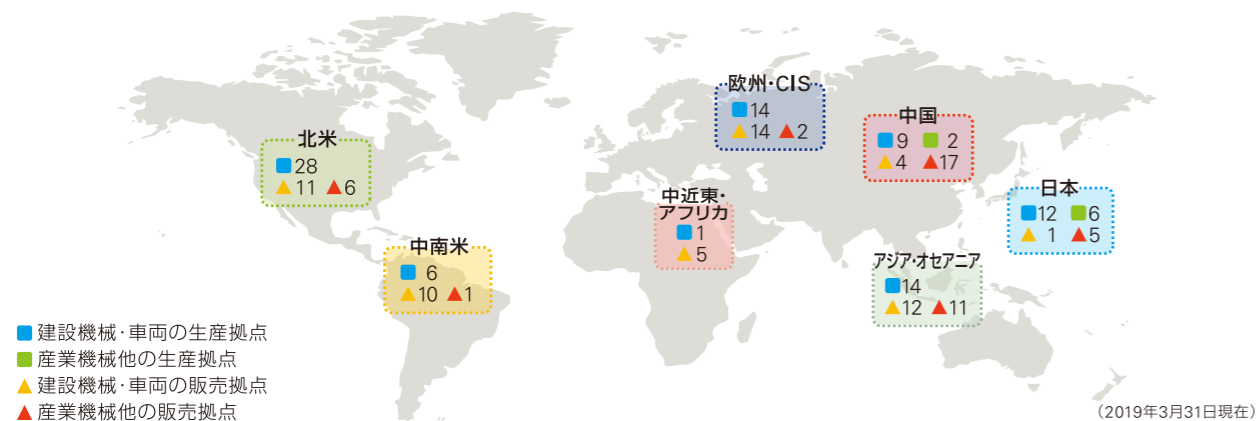 欧州・CIS
14
14 2
中国
9 2
4 17
北米
28
11 6
中近東・
アフリカ
1
5
日本
12 6
1 5
中南米
6
10 1
アジア・オセアニア
14
12 11
建設機械・車両の生産拠点
産業機械他の生産拠点
建設機械・車両の販売拠点
産業機械他の販売拠点
（2019年3月31日現在）